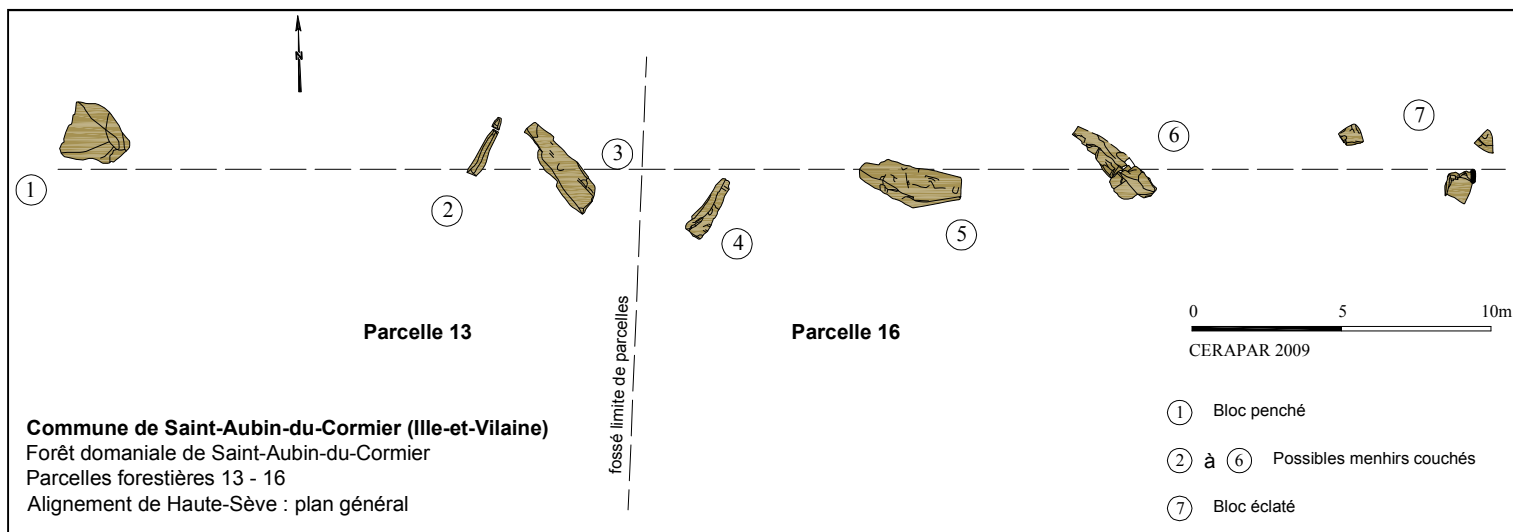 N
1
2
3
4
5
6
7
fossé limite de parcelles
Parcelle 13
Parcelle 16
0 5 10m
CERAPAR 2009
Commune de Saint-Aubin-du-Cormier (Ille-et-Vilaine)
Forêt domaniale de Saint-Aubin-du-Cormier
Parcelles forestières 13 - 16
Alignement de Haute-Sève : plan général
1 Bloc penché
2 à 6 Possibles menhirs couchés
7 Bloc éclaté